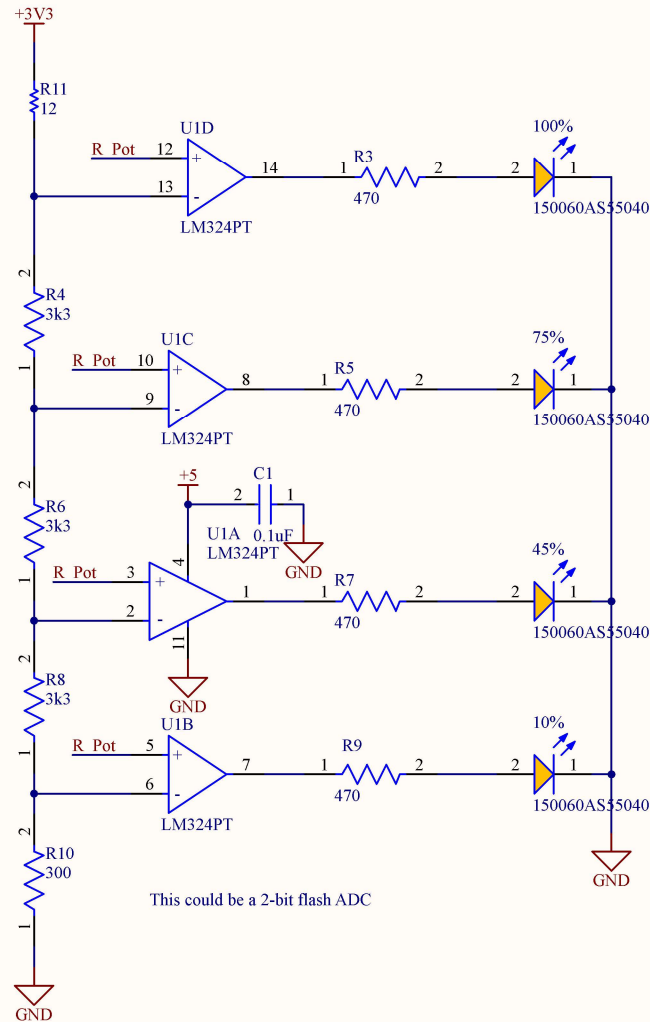 +3V3
R11
12
U1D
R_Pot
12
+
13
-
14
LM324PT
1
R3
2
470
100%
2
1
150060AS55040
2
R4
3k3
1
U1C
R_Pot
10
+
9
-
8
LM324PT
1
R5
2
470
75%
2
1
150060AS55040
2
R6
3k3
1
+5
2
C1
1
0.1uF
GND
U1A
LM324PT
4
R_Pot
3
+
2
-
1
11
GND
1
R7
2
470
45%
2
1
150060AS55040
2
R8
3k3
1
U1B
R_Pot
5
+
6
-
7
LM324PT
1
R9
2
470
10%
2
1
150060AS55040
GND
2
R10
300
1
GND
This could be a 2-bit flash ADC